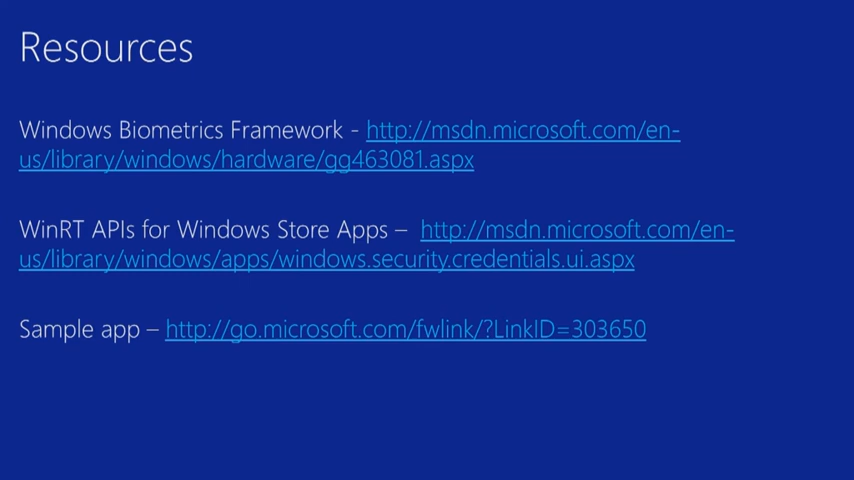 Resources
Windows Biometrics Framework - http://msdn.microsoft.com/en-
us/library/windows/hardware/gg463081.aspx
WinRT APIs for Windows Store Apps – http://msdn.microsoft.com/en-
us/library/windows/apps/windows.security.credentials.ui.aspx
Sample app – http://go.microsoft.com/fwlink/?LinkID=303650